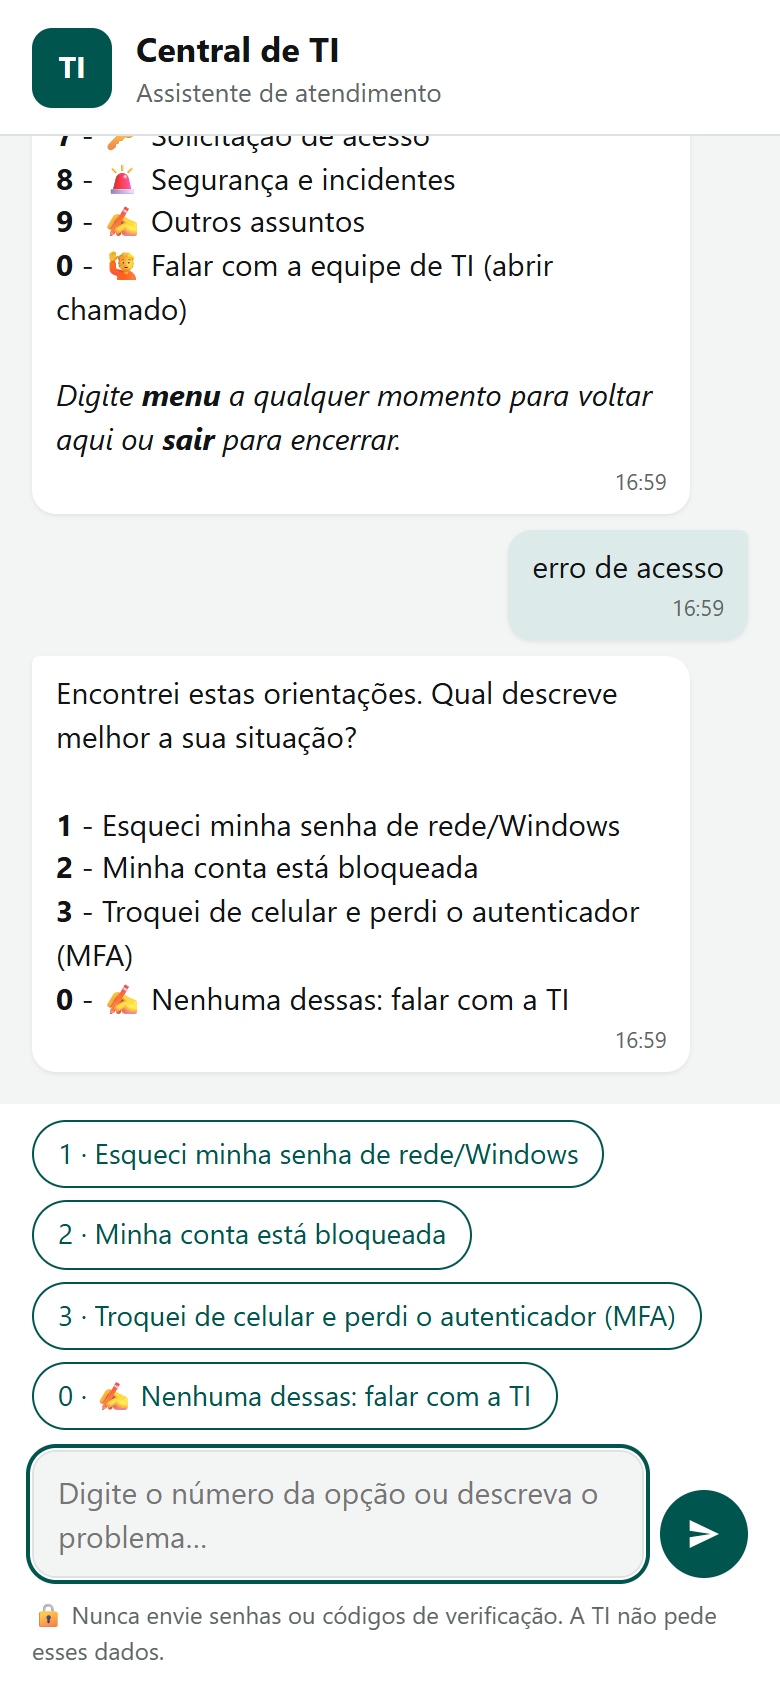 TI
Central de TI
Assistente de atendimento
7 - 🔑 Solicitação de acesso
8 - 🚨 Segurança e incidentes
9 - ✍️ Outros assuntos
0 - 🙋 Falar com a equipe de TI (abrir
chamado)
Digite menu a qualquer momento para voltar
aqui ou sair para encerrar.
16:59
erro de acesso
16:59
Encontrei estas orientações. Qual descreve
melhor a sua situação?
1 - Esqueci minha senha de rede/Windows
2 - Minha conta está bloqueada
3 - Troquei de celular e perdi o autenticador
(MFA)
0 - ✍️ Nenhuma dessas: falar com a TI
16:59
1 · Esqueci minha senha de rede/Windows
2 · Minha conta está bloqueada
3 · Troquei de celular e perdi o autenticador (MFA)
0 · ✍️ Nenhuma dessas: falar com a TI
Digite o número da opção ou descreva o
problema...
🔒 Nunca envie senhas ou códigos de verificação. A TI não pede
esses dados.